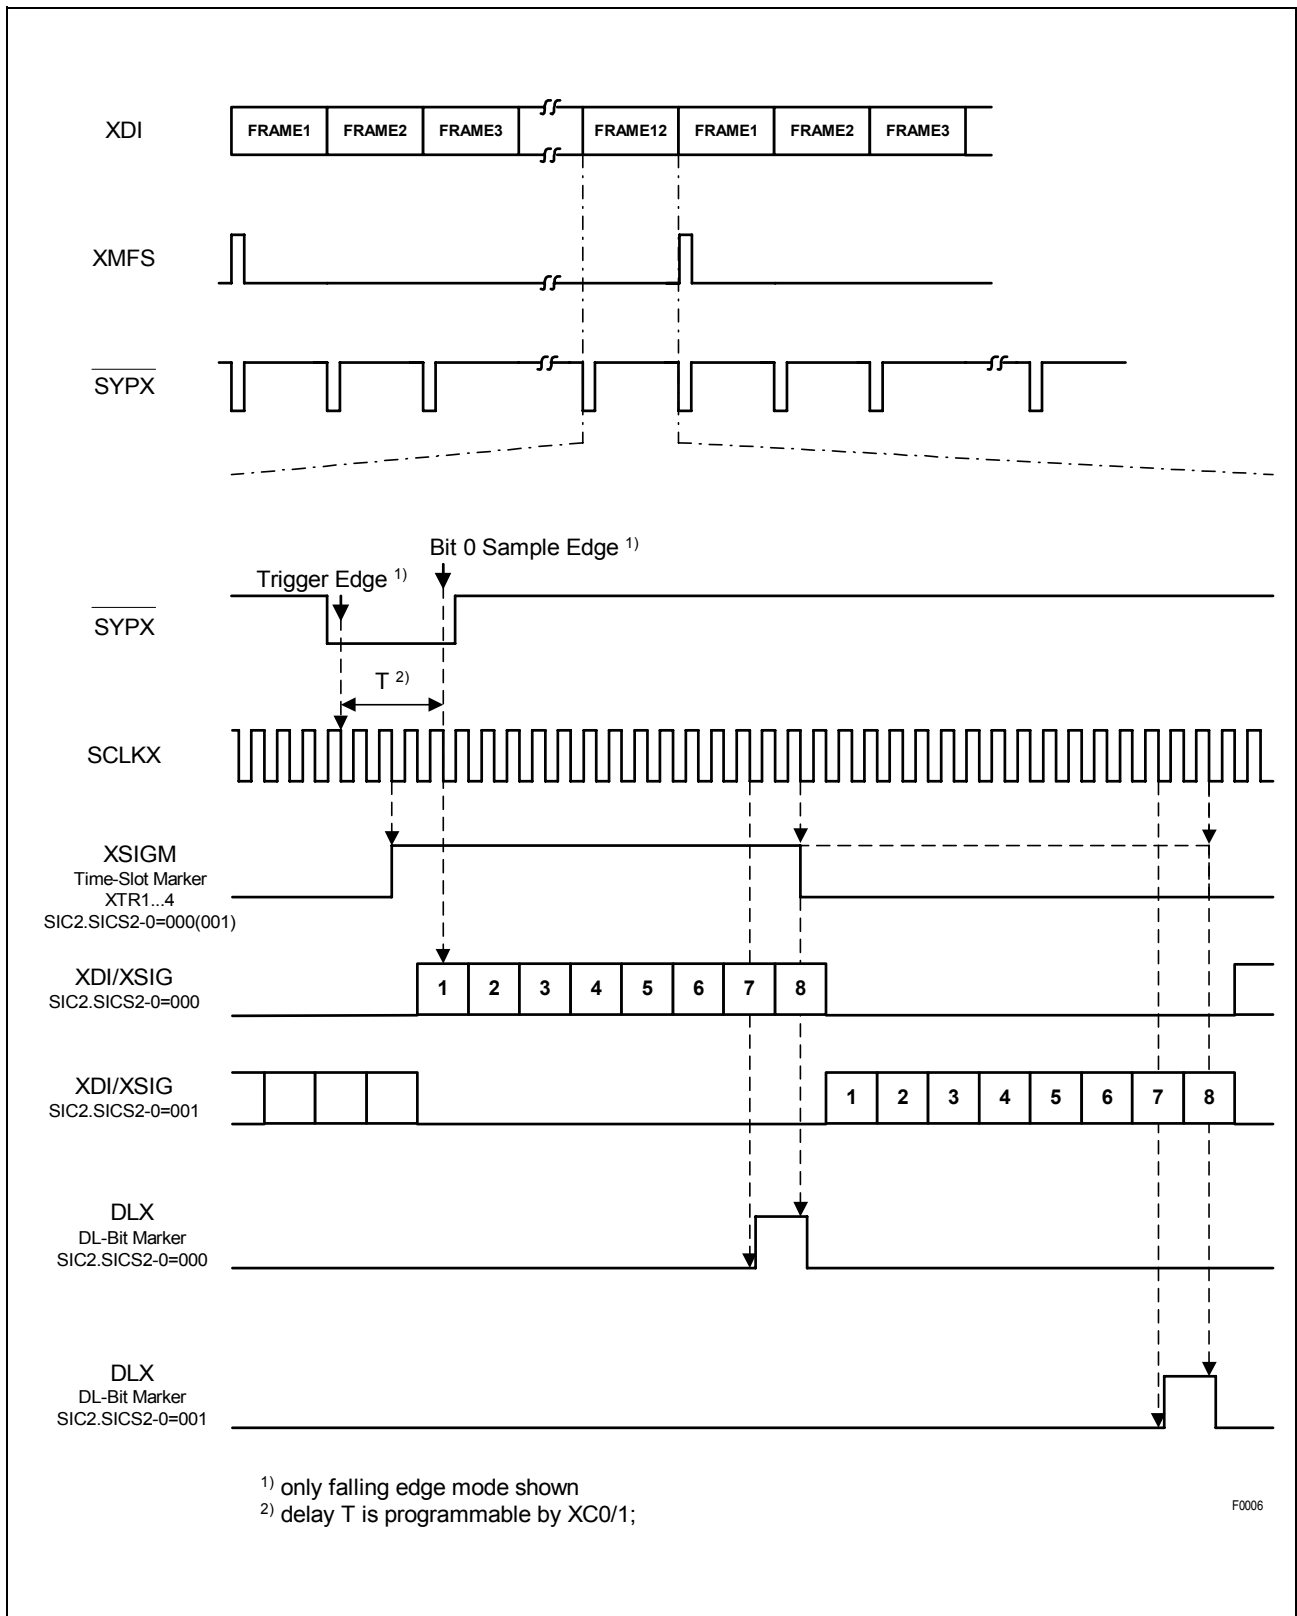 XDI
FRAME1 FRAME2 FRAME3 FRAME12 FRAME1 FRAME2 FRAME3
XMFS
SYPX
Bit 0 Sample Edge 1)
Trigger Edge 1)
SYPX
T 2)
SCLKX
XSIGM
Time-Slot Marker
XTR1...4
SIC2.SICS2-0=000(001)
XDI/XSIG
SIC2.SICS2-0=000
1 2 3 4 5 6 7 8
XDI/XSIG
SIC2.SICS2-0=001
1 2 3 4 5 6 7 8
DLX
DL-Bit Marker
SIC2.SICS2-0=000
DLX
DL-Bit Marker
SIC2.SICS2-0=001
1) only falling edge mode shown
2) delay T is programmable by XC0/1;
F0006